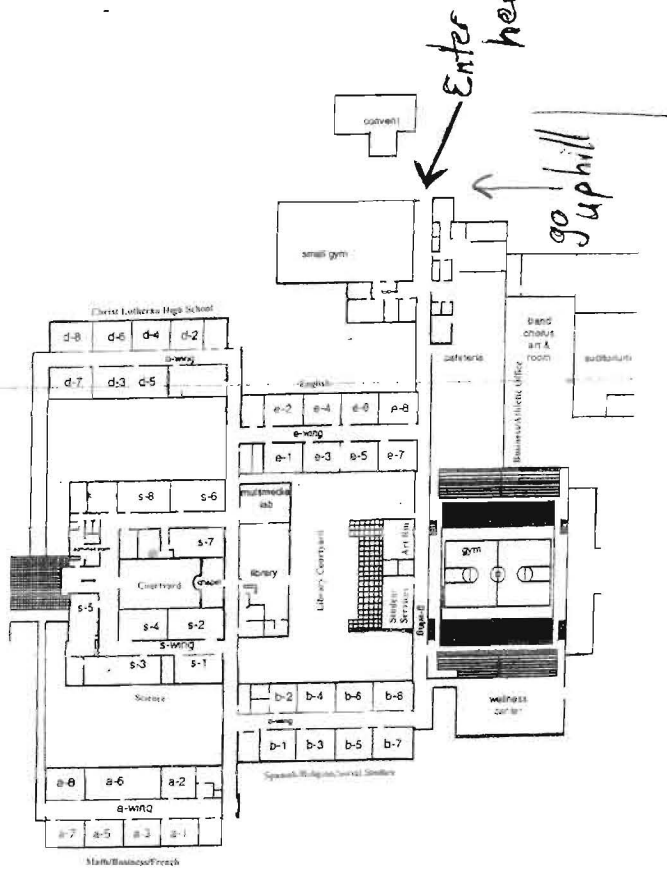 Enter
convent
go
uphill
small gym
Christ Lutheran High School
d-8 d-6 d-4 d-2
d-wing
d-7 d-3 d-5
cafeteria
band
chorus
art &
room
Business/Athletic Office
English
e-2 e-4 e-6 e-8
e-wing
e-1 e-3 e-5 e-7
multimedia
lab
s-8 s-6
s-7
Courtyard
chapel
library
Library Courtyard
Art Rm
Student
Services
gym
s-5
s-4 s-2
s-wing
s-3 s-1
Science
b-2 b-4 b-6 b-8
b-1 b-3 b-5 b-7
Spanish/Religion/Social Studies
wellness
center
a-8 a-6 a-2
a-wing
a-7 a-5 a-3 a-1
Math/Business/French